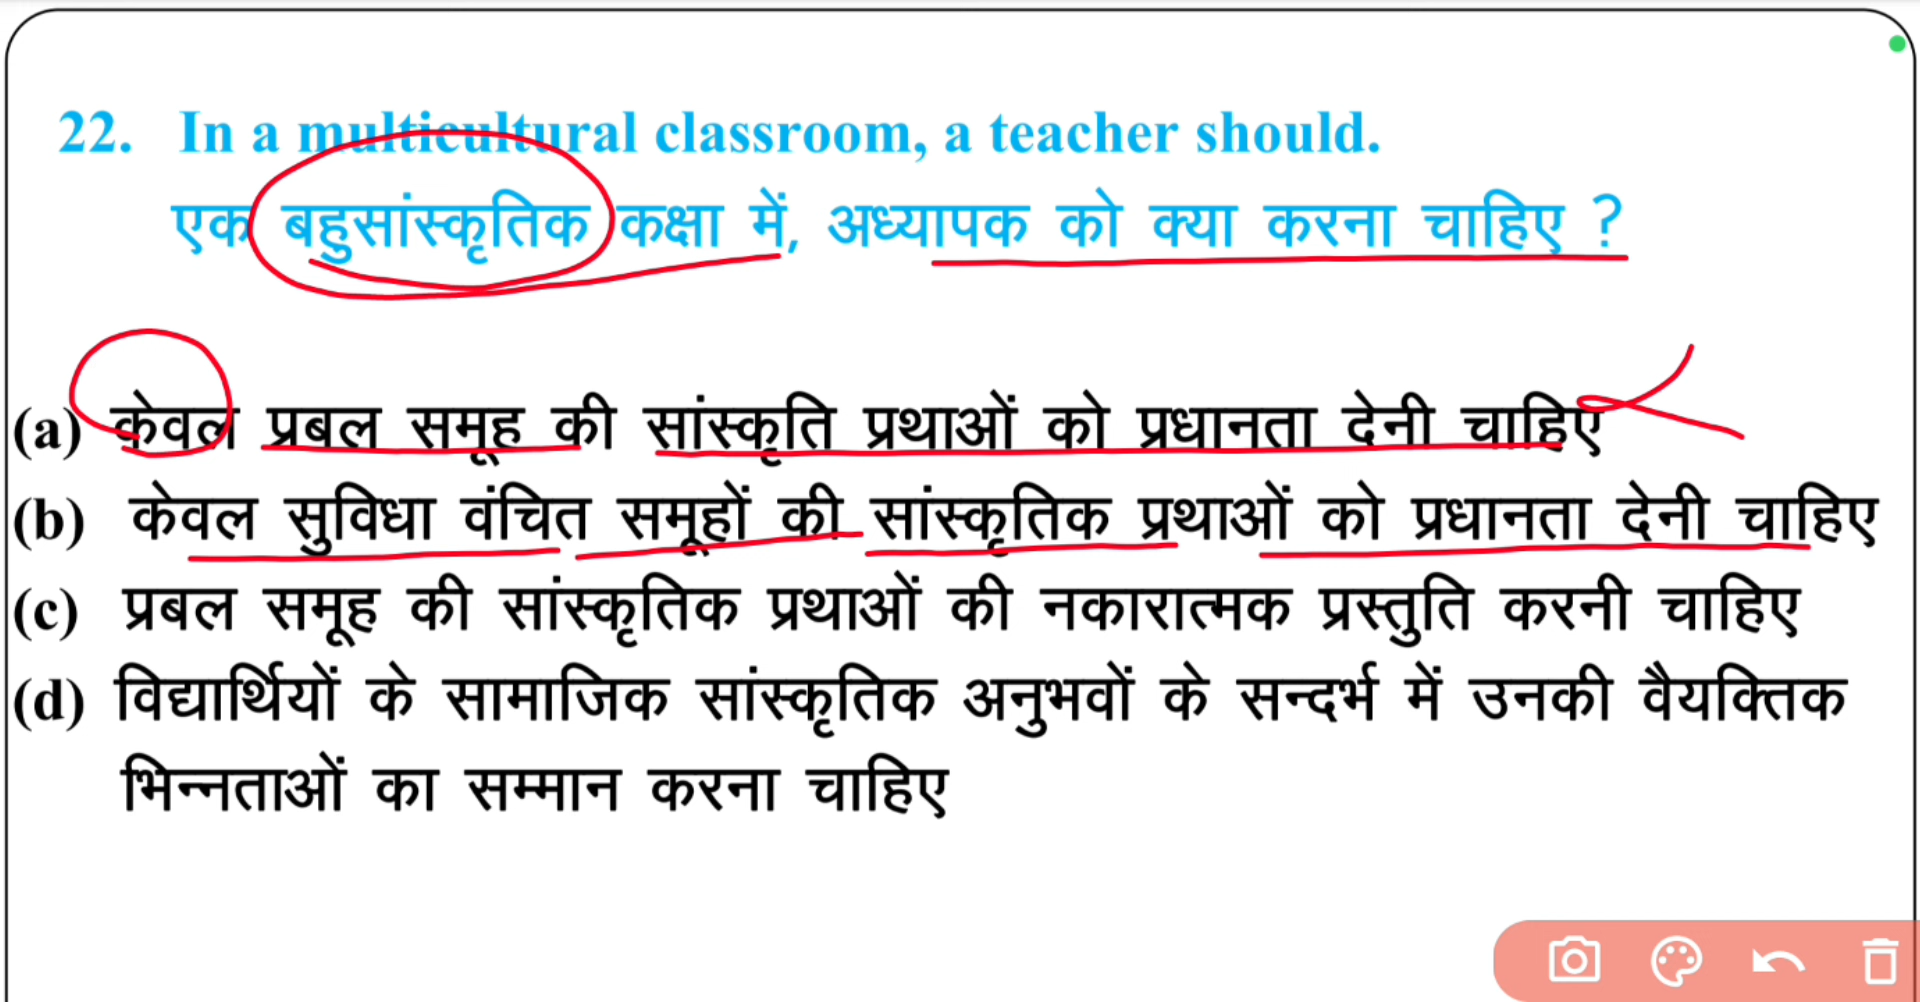 22. In a multicultural classroom, a teacher should.
एक बहुसांस्कृतिक कक्षा में, अध्यापक को क्या करना चाहिए ?
(a) केवल प्रबल समूह की सांस्कृति प्रथाओं को प्रधानता देनी चाहिए
(b) केवल सुविधा वंचित समूहों की सांस्कृतिक प्रथाओं को प्रधानता देनी चाहिए
(c) प्रबल समूह की सांस्कृतिक प्रथाओं की नकारात्मक प्रस्तुति करनी चाहिए
(d) विद्यार्थियों के सामाजिक सांस्कृतिक अनुभवों के सन्दर्भ में उनकी वैयक्तिक
भिन्नताओं का सम्मान करना चाहिए